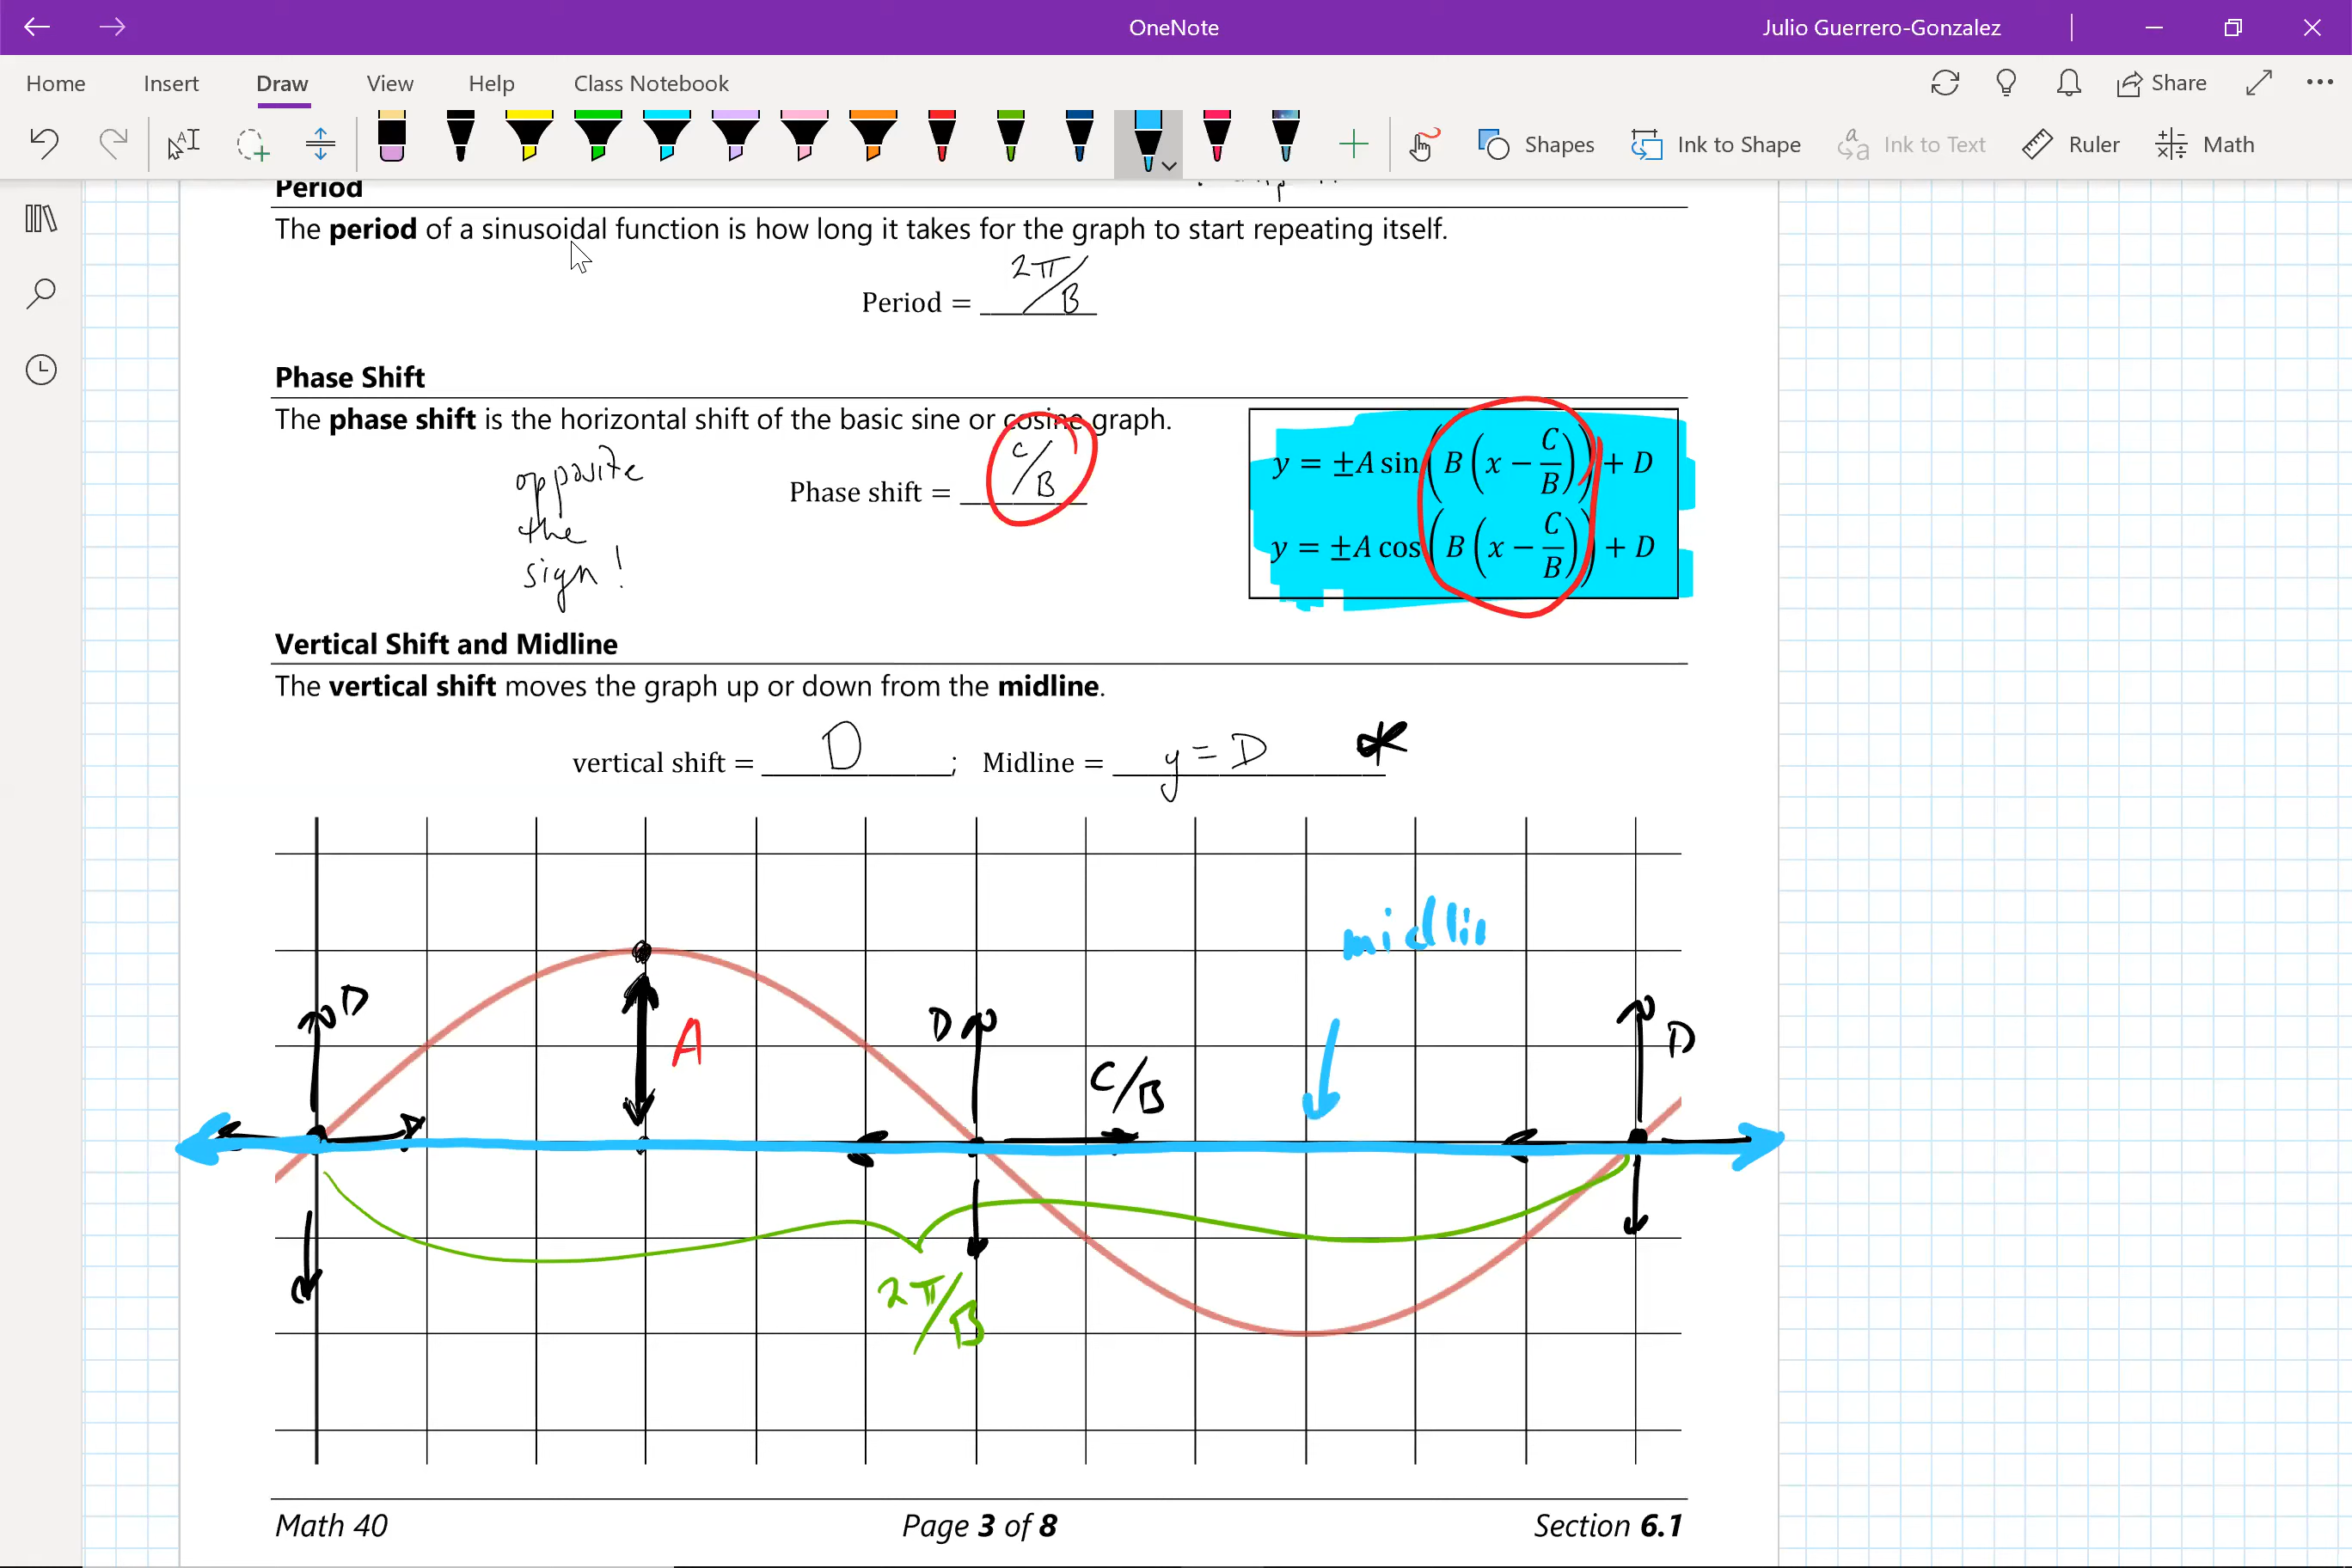 OneNote
Julio Guerrero-Gonzalez
Home Insert Draw View Help Class Notebook Share
Shapes Ink to Shape Ink to Text Ruler Math
Period
The period of a sinusoidal function is how long it takes for the graph to start repeating itself.
Period = 2π/B
Phase Shift
The phase shift is the horizontal shift of the basic sine or cosine graph.
opposite
the
sign!
Phase shift = C/B
y = ±A sin(B(x − C/B)) + D
y = ±A cos(B(x − C/B)) + D
Vertical Shift and Midline
The vertical shift moves the graph up or down from the midline.
vertical shift = D ; Midline = y = D *
midlin
D
D
D
A
C/B
2π/B
Math 40 Page 3 of 8 Section 6.1